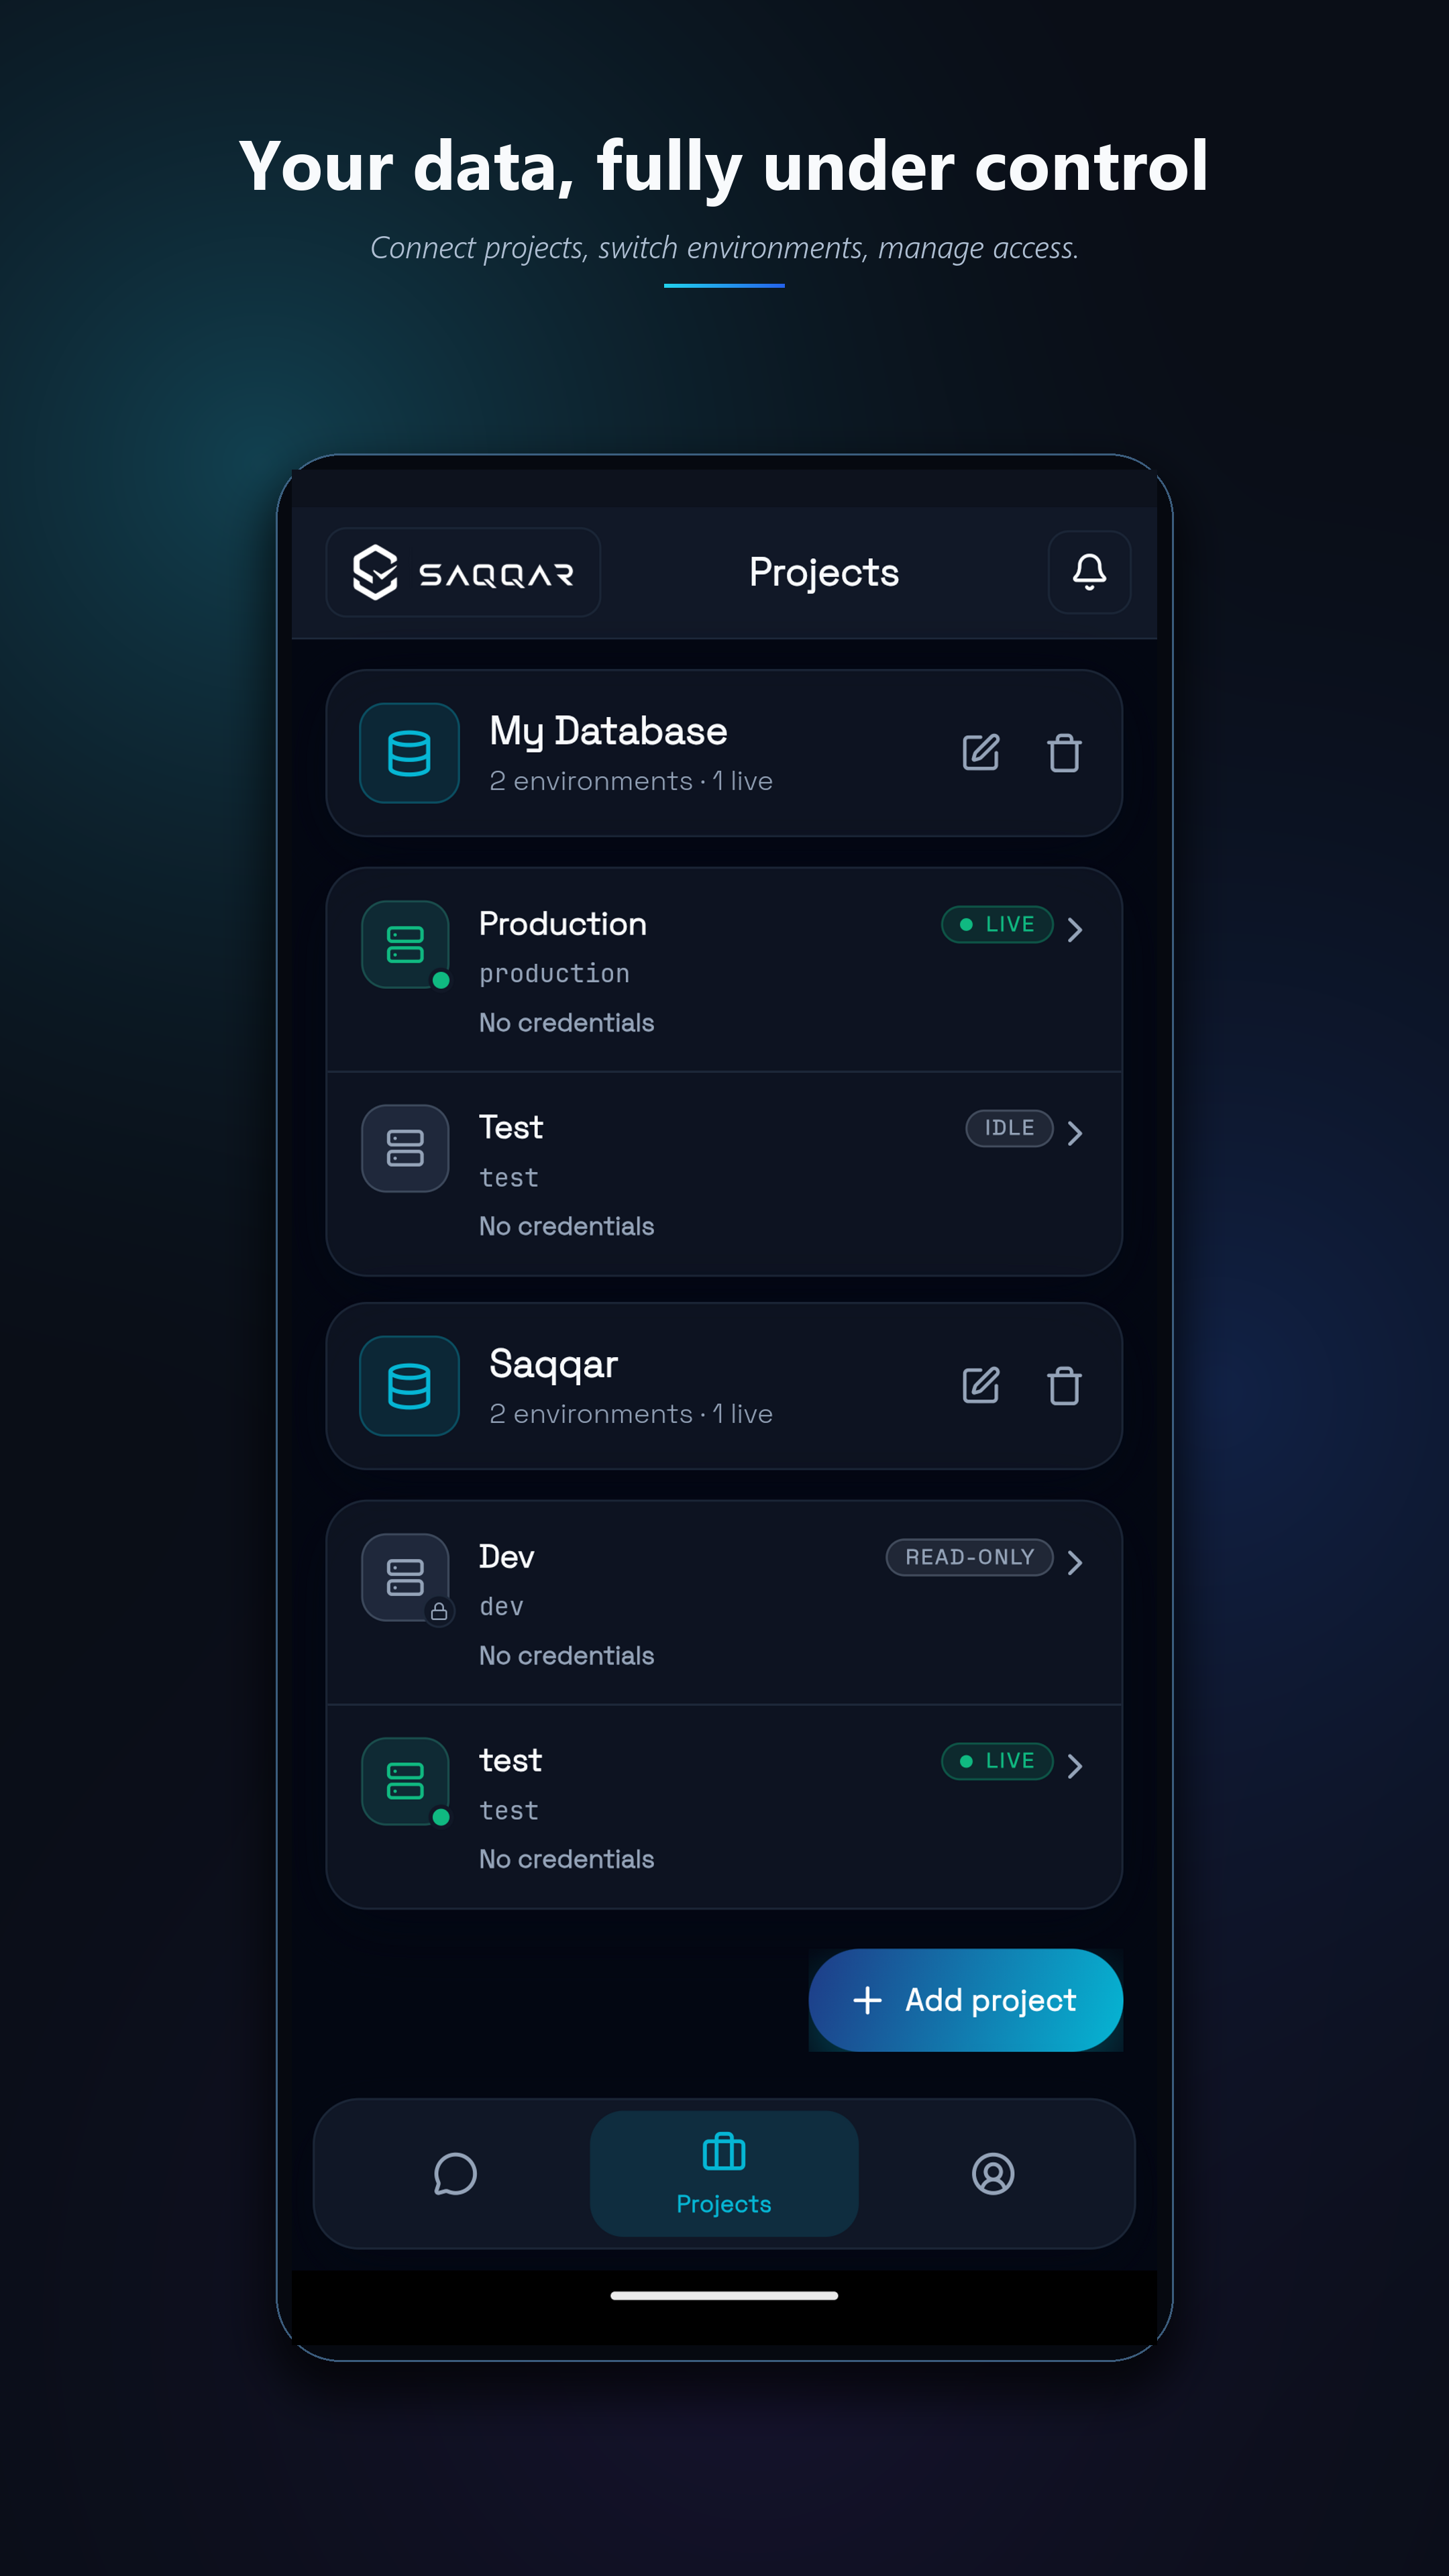 Your data, fully under control
Connect projects, switch environments, manage access.
SAQQAR
Projects
My Database
2 environments · 1 live
Production
LIVE
production
No credentials
Test
IDLE
test
No credentials
Saqqar
2 environments · 1 live
Dev
READ-ONLY
dev
No credentials
test
LIVE
test
No credentials
Add project
Projects